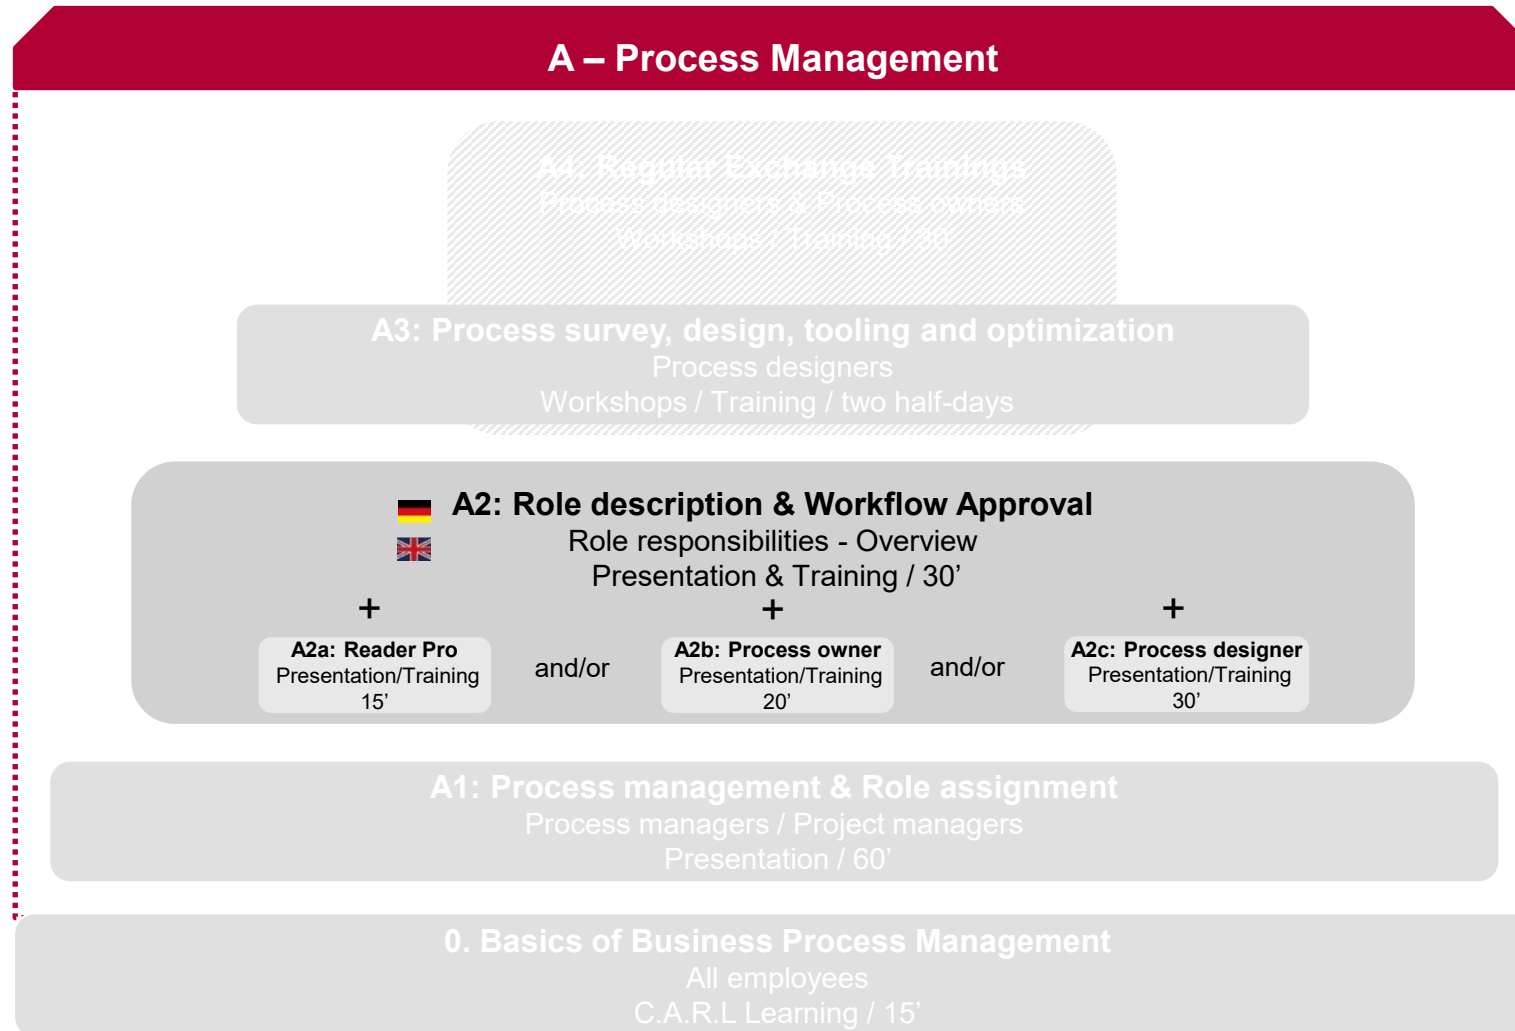 A – Process Management
A4: Regular Exchange Trainings
Process designers & Process owners
Workshops / Training / 30‘
A3: Process survey, design, tooling and optimization
Process designers
Workshops / Training / two half-days
A2: Role description & Workflow Approval
Role responsibilities - Overview
Presentation & Training / 30’
+ + +
A2a: Reader Pro
Presentation/Training
15’
and/or
A2b: Process owner
Presentation/Training
20’
and/or
A2c: Process designer
Presentation/Training
30’
A1: Process management & Role assignment
Process managers / Project managers
Presentation / 60’
0. Basics of Business Process Management
All employees
C.A.R.L Learning / 15’